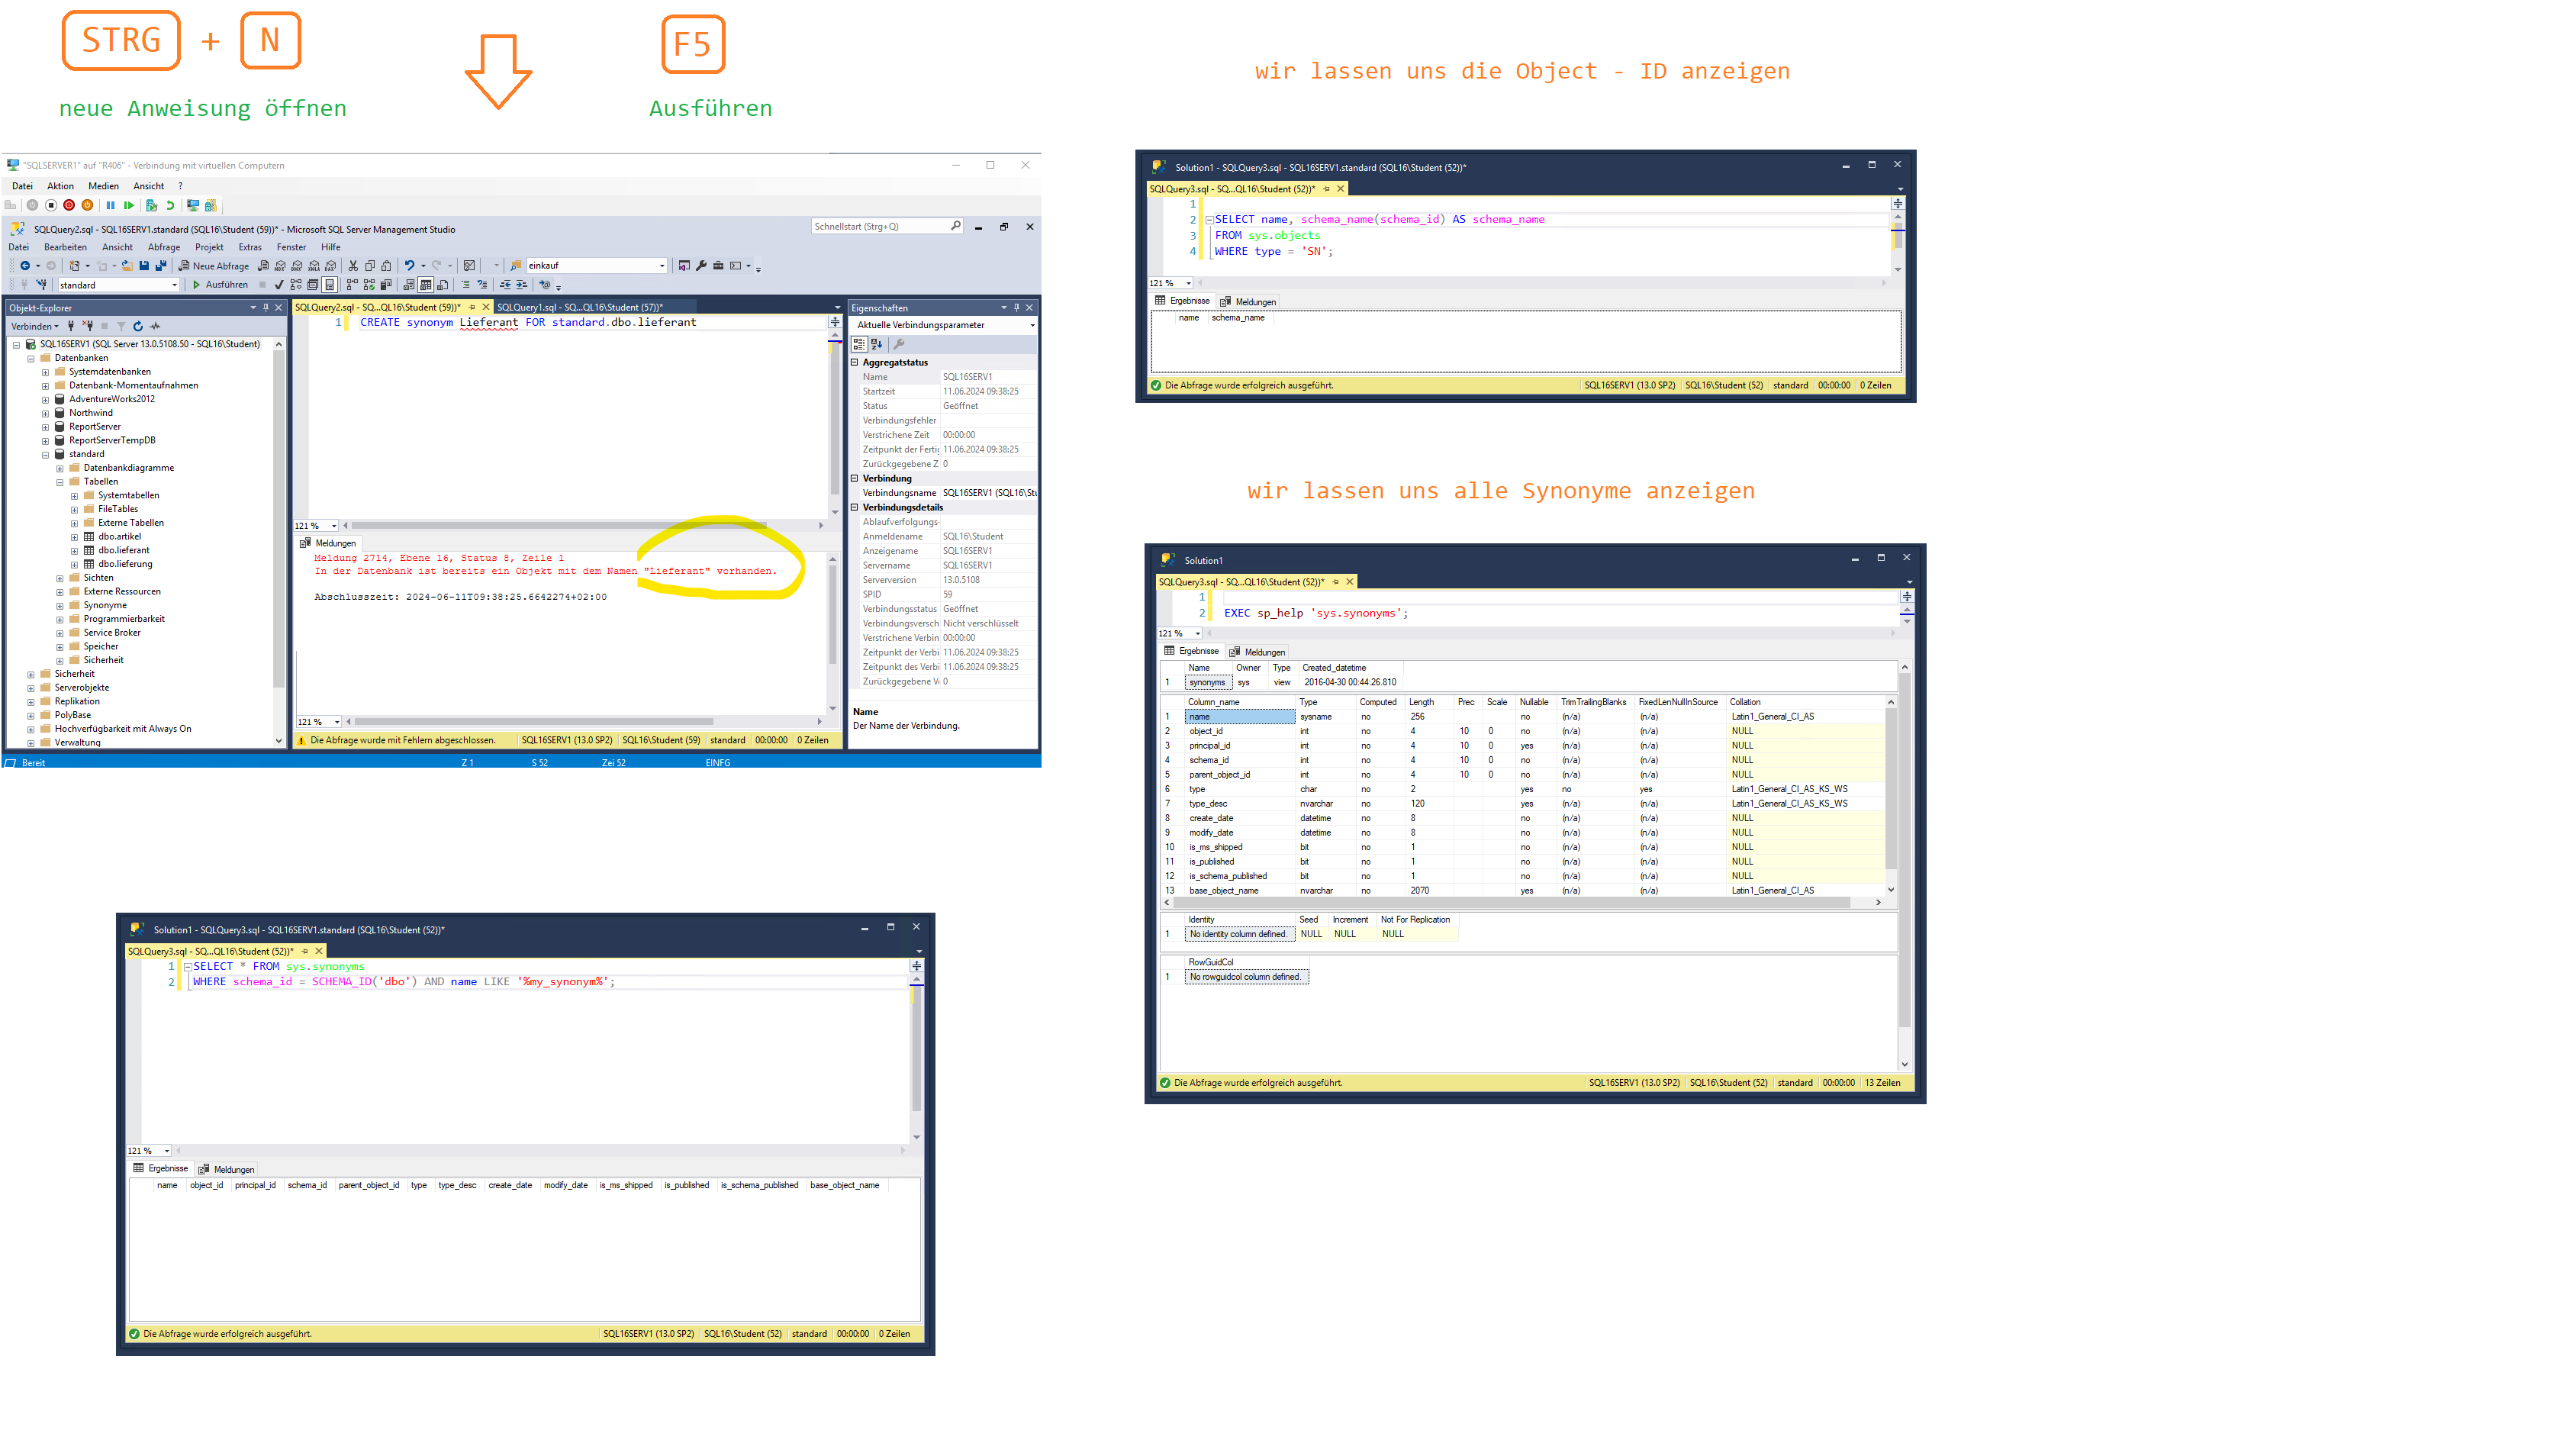 STRG + N
F5
neue Anweisung öffnen
Ausführen
"SQLSERVER1" auf "R406" - Verbindung mit virtuellen Computern
Datei Aktion Medien Ansicht ?
SQLQuery2.sql - SQL16SERV1.standard (SQL16\Student (59))* - Microsoft SQL Server Management Studio
Schnellstart (Strg+Q)
Datei Bearbeiten Ansicht Abfrage Projekt Extras Fenster Hilfe
Neue Abfrage
einkauf
standard
Ausführen
Objekt-Explorer
Verbinden
SQL16SERV1 (SQL Server 13.0.5108.50 - SQL16\Student)
Datenbanken
Systemdatenbanken
Datenbank-Momentaufnahmen
AdventureWorks2012
Northwind
ReportServer
ReportServerTempDB
standard
Datenbankdiagramme
Tabellen
Systemtabellen
FileTables
Externe Tabellen
dbo.artikel
dbo.lieferant
dbo.lieferung
Sichten
Externe Ressourcen
Synonyme
Programmierbarkeit
Service Broker
Speicher
Sicherheit
Sicherheit
Serverobjekte
Replikation
PolyBase
Hochverfügbarkeit mit Always On
Verwaltung
SQLQuery2.sql - SQ...QL16\Student (59))* SQLQuery1.sql - SQ...QL16\Student (57))*
1 CREATE synonym Lieferant FOR standard.dbo.lieferant
121 %
Meldungen
Meldung 2714, Ebene 16, Status 8, Zeile 1
In der Datenbank ist bereits ein Objekt mit dem Namen "Lieferant" vorhanden.
Abschlusszeit: 2024-06-11T09:38:25.6642274+02:00
121 %
Die Abfrage wurde mit Fehlern abgeschlossen. SQL16SERV1 (13.0 SP2) SQL16\Student (59) standard 00:00:00 0 Zeilen
Eigenschaften
Aktuelle Verbindungsparameter
Aggregatstatus
Name SQL16SERV1
Startzeit 11.06.2024 09:38:25
Status Geöffnet
Verbindungsfehler
Verstrichene Zeit 00:00:00
Zeitpunkt der Fertig 11.06.2024 09:38:25
Zurückgegebene Z 0
Verbindung
Verbindungsname SQL16SERV1 (SQL16\Stu
Verbindungsdetails
Ablaufverfolgungs-
Anmeldename SQL16\Student
Anzeigename SQL16SERV1
Servername SQL16SERV1
Serverversion 13.0.5108
SPID 59
Verbindungsstatus Geöffnet
Verbindungsversch Nicht verschlüsselt
Verstrichene Verbin 00:00:00
Zeitpunkt der Verbi 11.06.2024 09:38:25
Zeitpunkt des Verbi 11.06.2024 09:38:25
Zurückgegebene Ve 0
Name
Der Name der Verbindung.
Bereit Z 1 S 52 Zei 52 EINFG
Solution1 - SQLQuery3.sql - SQL16SERV1.standard (SQL16\Student (52))*
SQLQuery3.sql - SQ...QL16\Student (52))*
1 SELECT * FROM sys.synonyms
2 WHERE schema_id = SCHEMA_ID('dbo') AND name LIKE '%my_synonym%';
121 %
Ergebnisse Meldungen
name object_id principal_id schema_id parent_object_id type type_desc create_date modify_date is_ms_shipped is_published is_schema_published base_object_name
Die Abfrage wurde erfolgreich ausgeführt. SQL16SERV1 (13.0 SP2) SQL16\Student (52) standard 00:00:00 0 Zeilen
wir lassen uns die Object - ID anzeigen
Solution1 - SQLQuery3.sql - SQL16SERV1.standard (SQL16\Student (52))*
SQLQuery3.sql - SQ...QL16\Student (52))*
1
2 SELECT name, schema_name(schema_id) AS schema_name
3 FROM sys.objects
4 WHERE type = 'SN';
121 %
Ergebnisse Meldungen
name schema_name
Die Abfrage wurde erfolgreich ausgeführt. SQL16SERV1 (13.0 SP2) SQL16\Student (52) standard 00:00:00 0 Zeilen
wir lassen uns alle Synonyme anzeigen
Solution1
SQLQuery3.sql - SQ...QL16\Student (52))*
1
2 EXEC sp_help 'sys.synonyms';
121 %
Ergebnisse Meldungen
Name Owner Type Created_datetime
1 synonyms sys view 2016-04-30 00:44:26.810
Column_name Type Computed Length Prec Scale Nullable TrimTrailingBlanks FixedLenNullInSource Collation
1 name sysname no 256 no (n/a) (n/a) Latin1_General_CI_AS
2 object_id int no 4 10 0 no (n/a) (n/a) NULL
3 principal_id int no 4 10 0 yes (n/a) (n/a) NULL
4 schema_id int no 4 10 0 no (n/a) (n/a) NULL
5 parent_object_id int no 4 10 0 no (n/a) (n/a) NULL
6 type char no 2 yes no yes Latin1_General_CI_AS_KS_WS
7 type_desc nvarchar no 120 yes (n/a) (n/a) Latin1_General_CI_AS_KS_WS
8 create_date datetime no 8 no (n/a) (n/a) NULL
9 modify_date datetime no 8 no (n/a) (n/a) NULL
10 is_ms_shipped bit no 1 no (n/a) (n/a) NULL
11 is_published bit no 1 no (n/a) (n/a) NULL
12 is_schema_published bit no 1 no (n/a) (n/a) NULL
13 base_object_name nvarchar no 2070 yes (n/a) (n/a) Latin1_General_CI_AS
Identity Seed Increment Not For Replication
1 No identity column defined. NULL NULL NULL
RowGuidCol
1 No rowguidcol column defined.
Die Abfrage wurde erfolgreich ausgeführt. SQL16SERV1 (13.0 SP2) SQL16\Student (52) standard 00:00:00 13 Zeilen